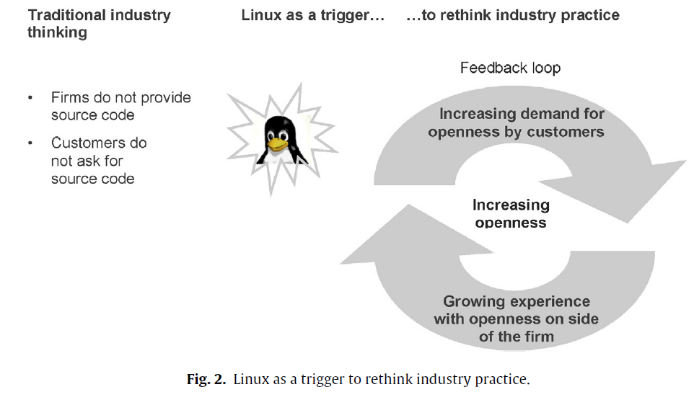 Traditional industry
thinking
• Firms do not provide
source code
• Customers do
not ask for
source code
Linux as a trigger…
…to rethink industry practice
Feedback loop
Increasing demand for
openness by customers
Increasing
openness
Growing experience
with openness on side
of the firm
Fig. 2. Linux as a trigger to rethink industry practice.